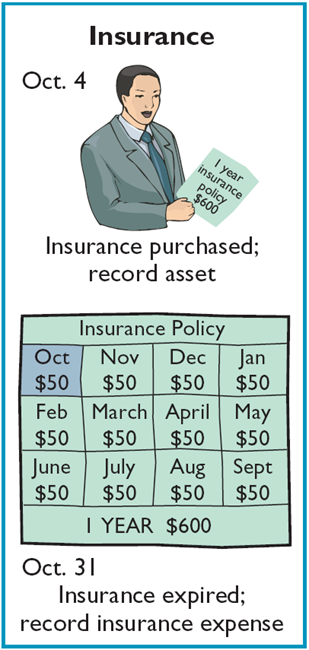 Insurance
Oct. 4
1 year
insurance
policy
$600
Insurance purchased;
record asset
Insurance Policy
Oct Nov Dec Jan
$50 $50 $50 $50
Feb March April May
$50 $50 $50 $50
June July Aug Sept
$50 $50 $50 $50
1 YEAR $600
Oct. 31
Insurance expired;
record insurance expense